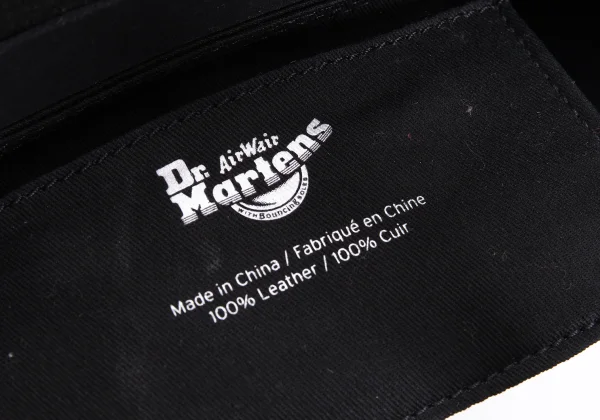 Dr. AirWair
Martens
WITH Bouncing SOLES
Made in China / Fabriqué en Chine
100% Leather / 100% Cuir